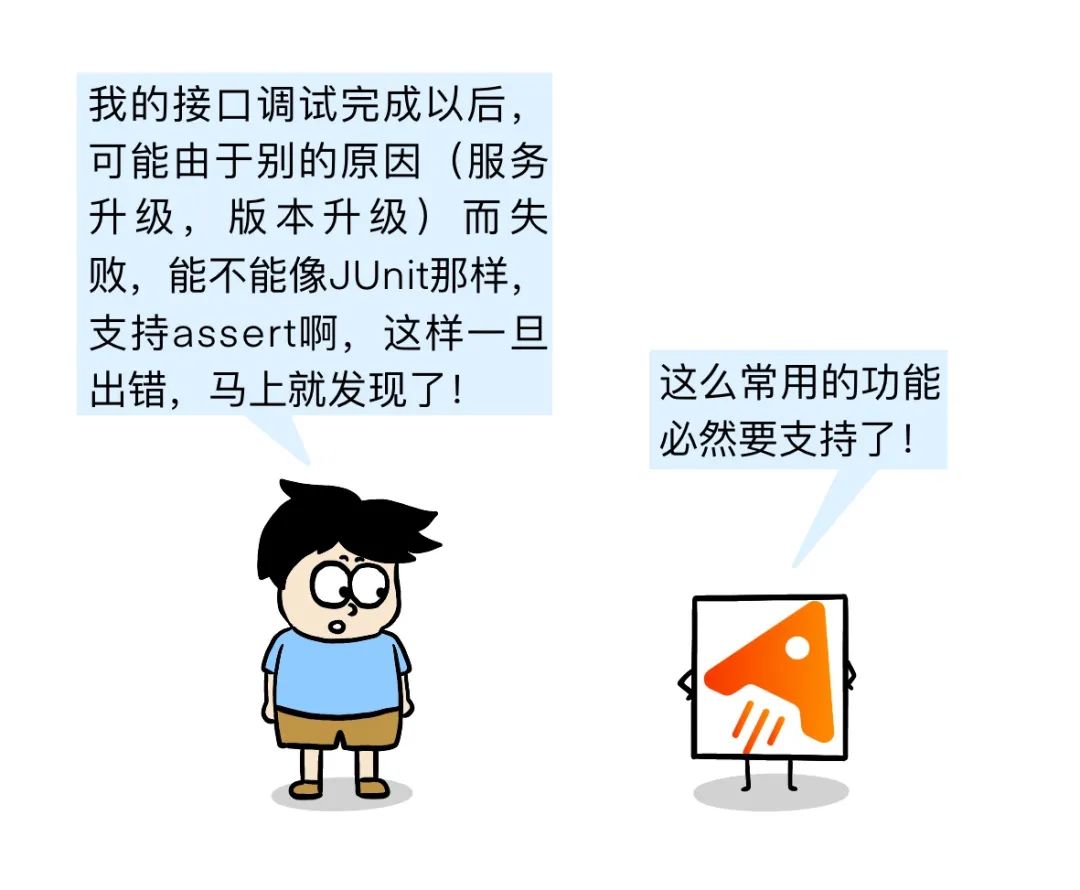 我的接口调试完成以后，
可能由于别的原因（服务
升级，版本升级）而失
败，能不能像JUnit那样，
支持assert啊，这样一旦
出错，马上就发现了！
这么常用的功能
必然要支持了！